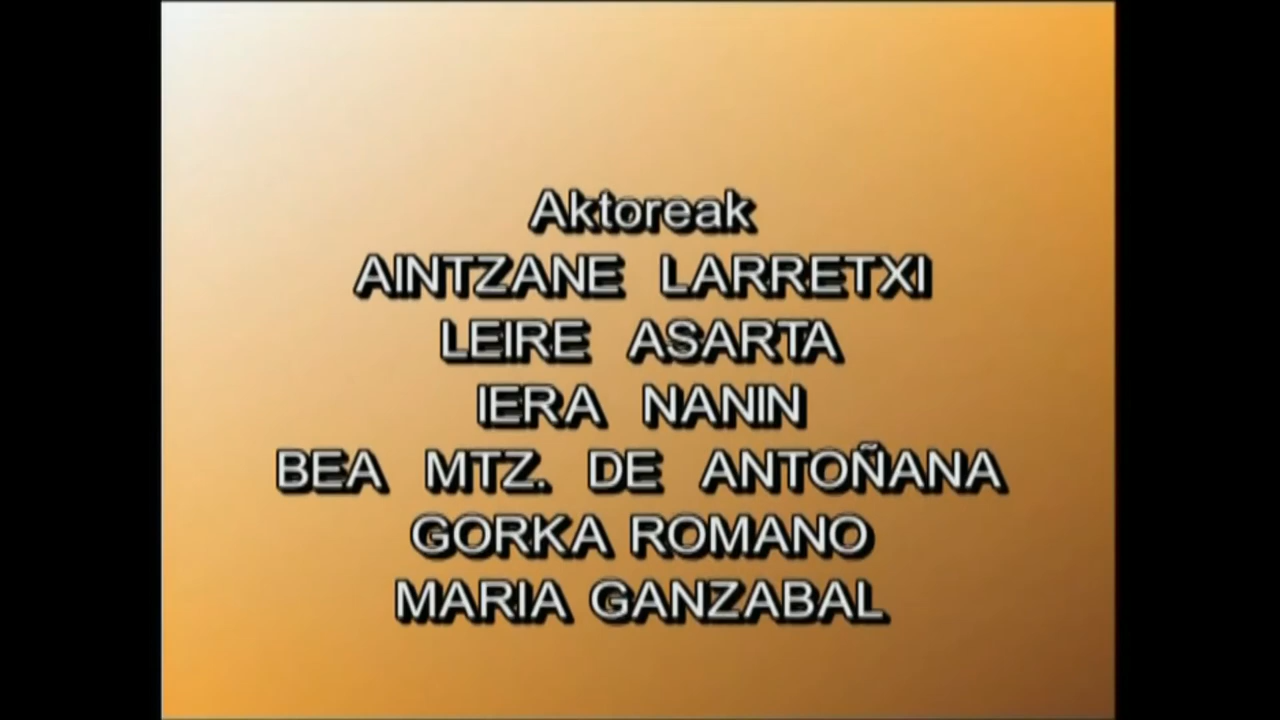 Aktoreak
AINTZANE LARRETXI
LEIRE ASARTA
IERA NANIN
BEA MTZ. DE ANTOÑANA
GORKA ROMANO
MARIA GANZABAL